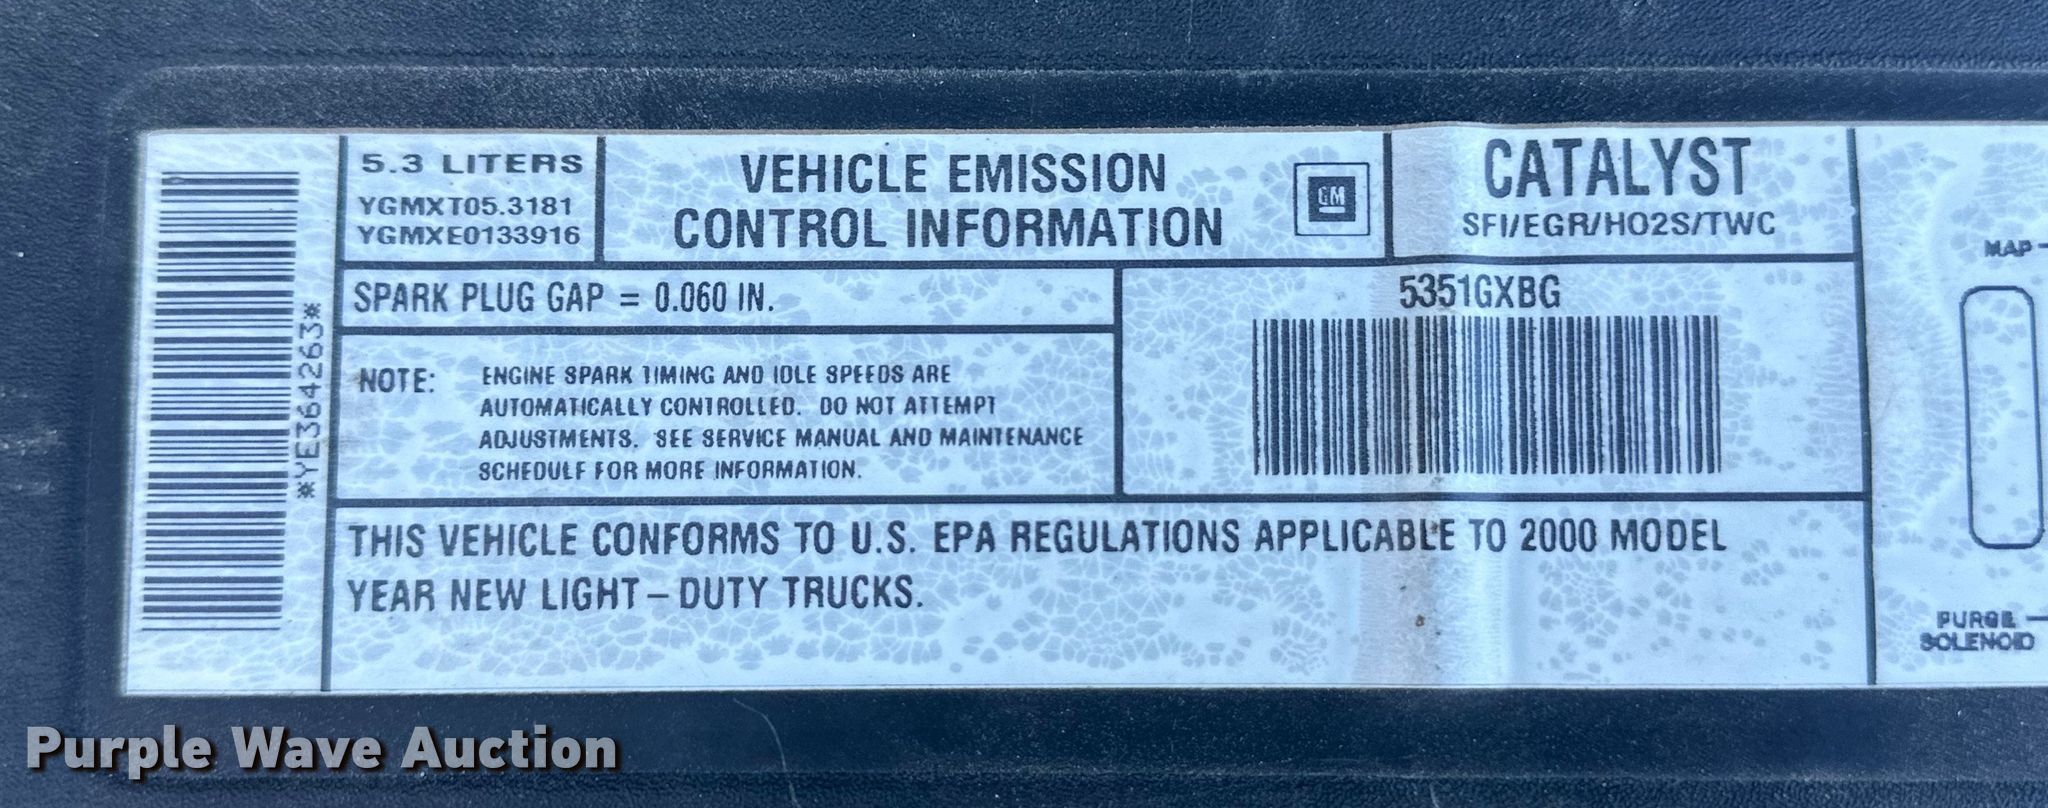 5.3 LITERS
YGMXT05.3181
YGMXE0133916
VEHICLE EMISSION
CONTROL INFORMATION
GM
CATALYST
SFI/EGR/HO2S/TWC
SPARK PLUG GAP = 0.060 IN.
5351GXBG
*YE364263*
NOTE: ENGINE SPARK TIMING AND IDLE SPEEDS ARE
AUTOMATICALLY CONTROLLED. DO NOT ATTEMPT
ADJUSTMENTS. SEE SERVICE MANUAL AND MAINTENANCE
SCHEDULE FOR MORE INFORMATION.
THIS VEHICLE CONFORMS TO U.S. EPA REGULATIONS APPLICABLE TO 2000 MODEL
YEAR NEW LIGHT-DUTY TRUCKS.
MAP
PURGE
SOLENOID
Purple Wave Auction